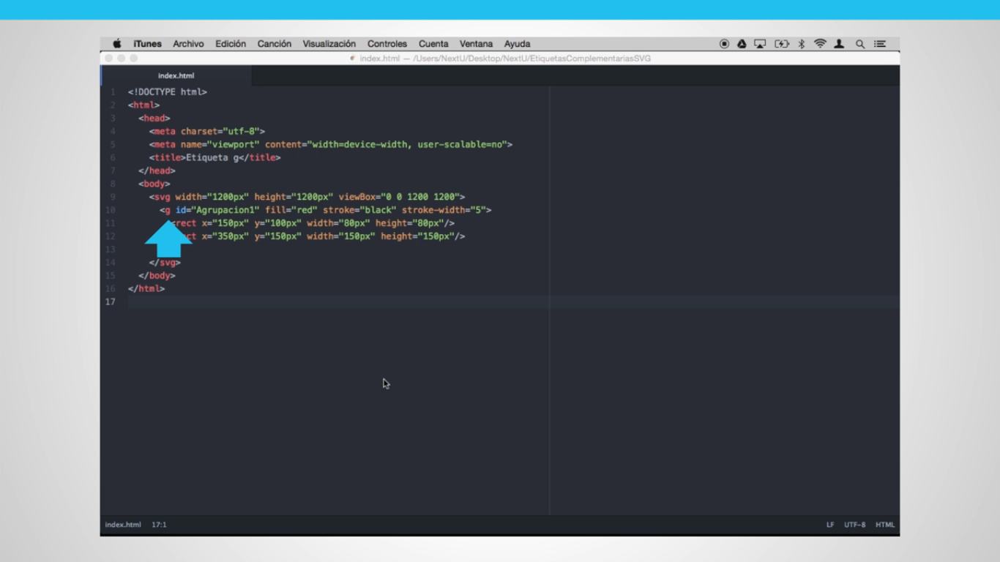 iTunes Archivo Edición Canción Visualización Controles Cuenta Ventana Ayuda
index.html — /Users/NextU/Desktop/NextU/EtiquetasComplementariasSVG
index.html
1 <!DOCTYPE html>
2 <html>
3 <head>
4 <meta charset="utf-8">
5 <meta name="viewport" content="width=device-width, user-scalable=no">
6 <title>Etiqueta g</title>
7 </head>
8 <body>
9 <svg width="1200px" height="1200px" viewBox="0 0 1200 1200">
10 <g id="Agrupacion1" fill="red" stroke="black" stroke-width="5">
11 <rect x="150px" y="100px" width="80px" height="80px"/>
12 ct x="350px" y="150px" width="150px" height="150px"/>
13
14 </svg>
15 </body>
16 </html>
17
index.html 17:1 LF UTF-8 HTML